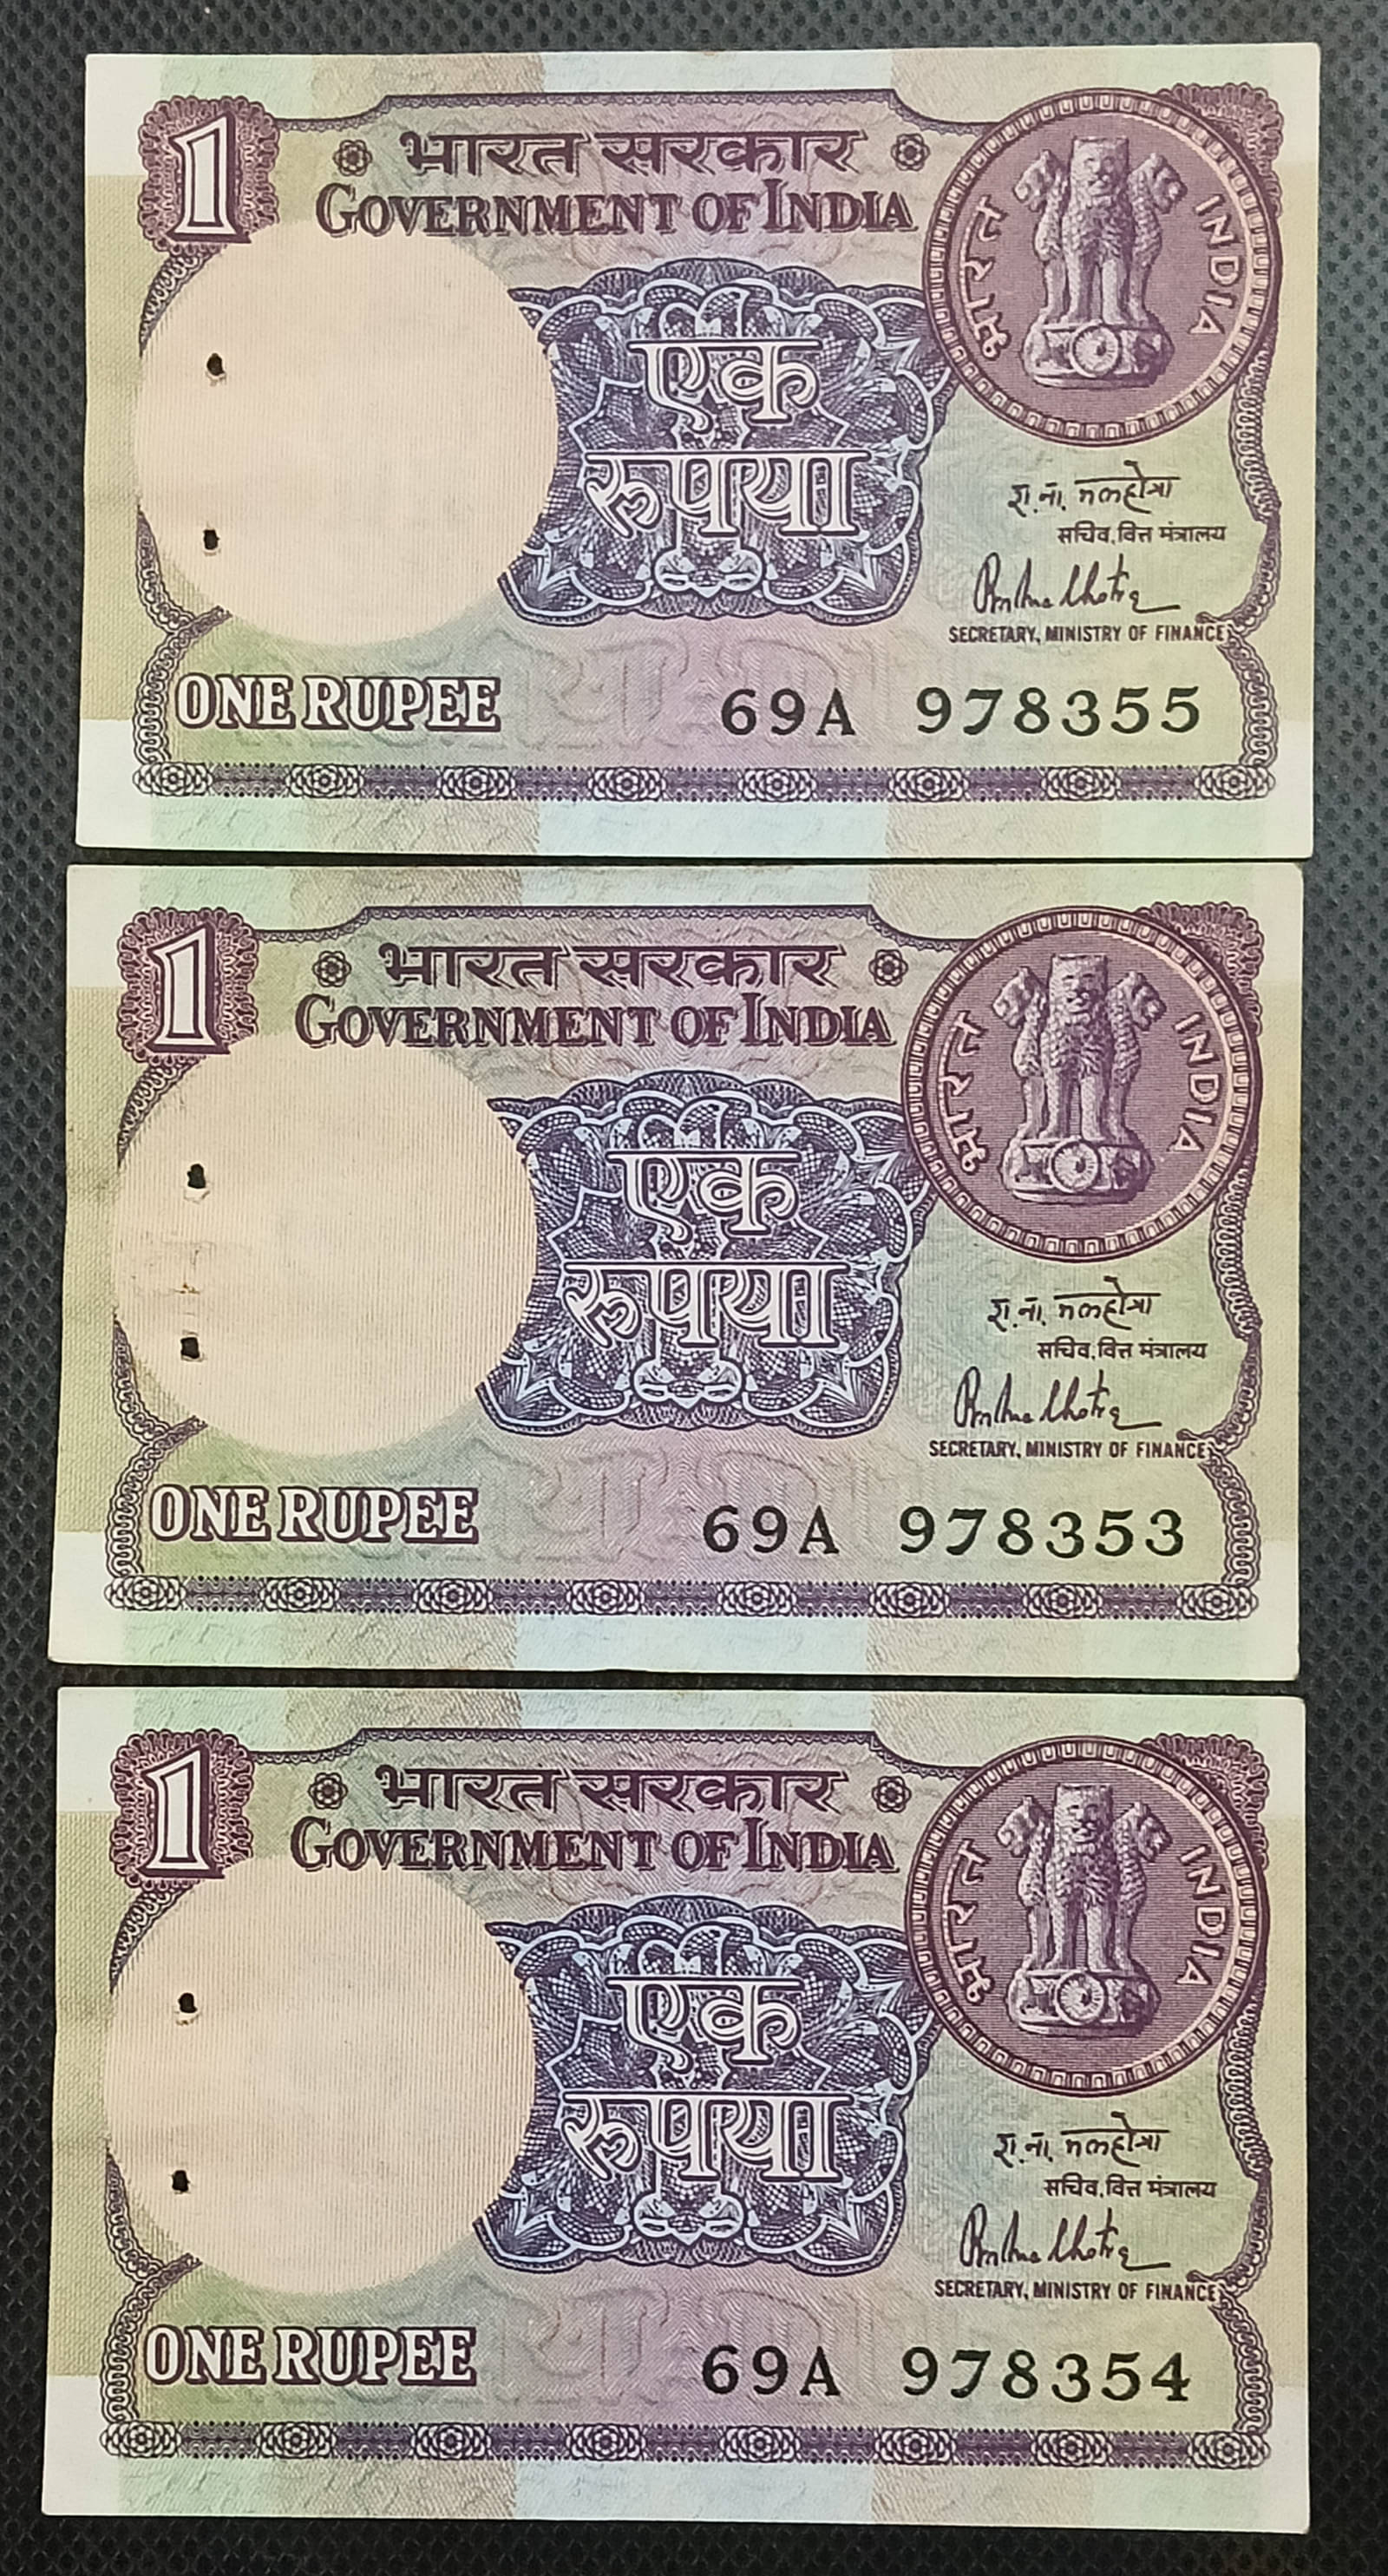 1
भारत सरकार
GOVERNMENT OF INDIA
भारत INDIA
एक
रुपया
सचिव, वित्त मंत्रालय
SECRETARY, MINISTRY OF FINANCE
ONE RUPEE 69A 978355
1
भारत सरकार
GOVERNMENT OF INDIA
भारत INDIA
एक
रुपया
सचिव, वित्त मंत्रालय
SECRETARY, MINISTRY OF FINANCE
ONE RUPEE 69A 978353
1
भारत सरकार
GOVERNMENT OF INDIA
भारत INDIA
एक
रुपया
सचिव, वित्त मंत्रालय
SECRETARY, MINISTRY OF FINANCE
ONE RUPEE 69A 978354